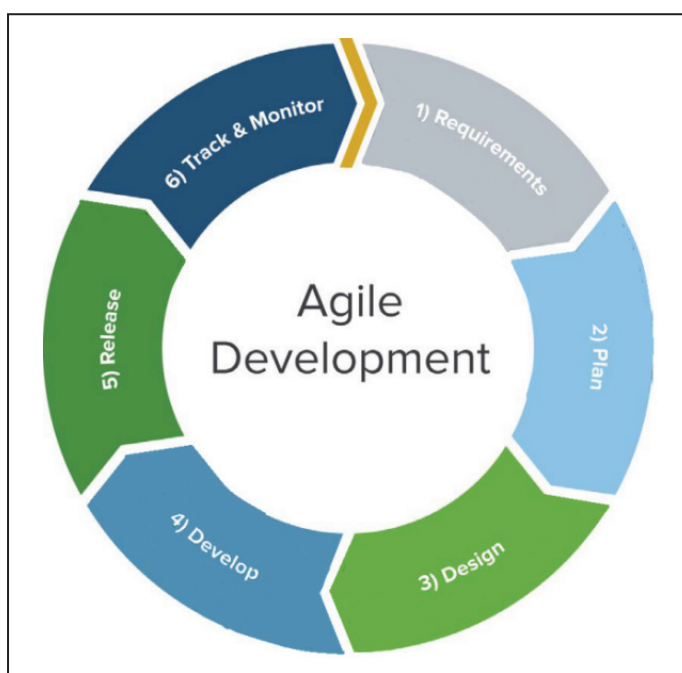 Agile
Development
1) Requirements
2) Plan
3) Design
4) Develop
5) Release
6) Track & Monitor